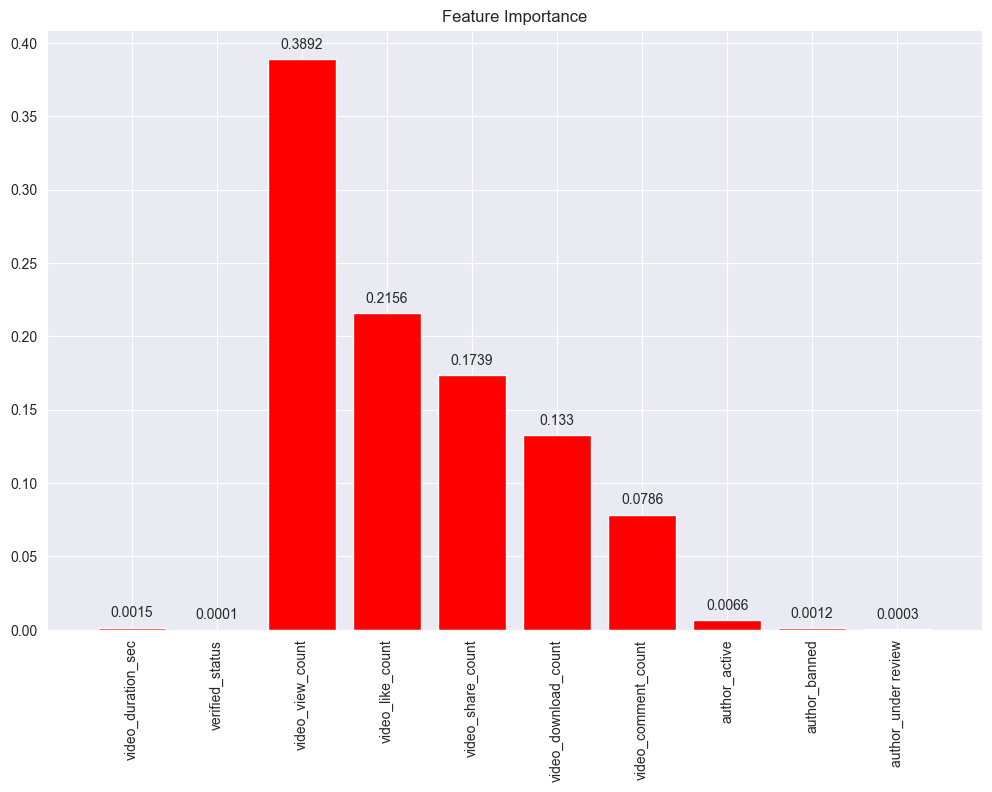 Feature Importance
0.40
0.35
0.30
0.25
0.20
0.15
0.10
0.05
0.00
0.0015
0.0001
0.3892
0.2156
0.1739
0.133
0.0786
0.0066
0.0012
0.0003
video_duration_sec
verified_status
video_view_count
video_like_count
video_share_count
video_download_count
video_comment_count
author_active
author_banned
author_under review